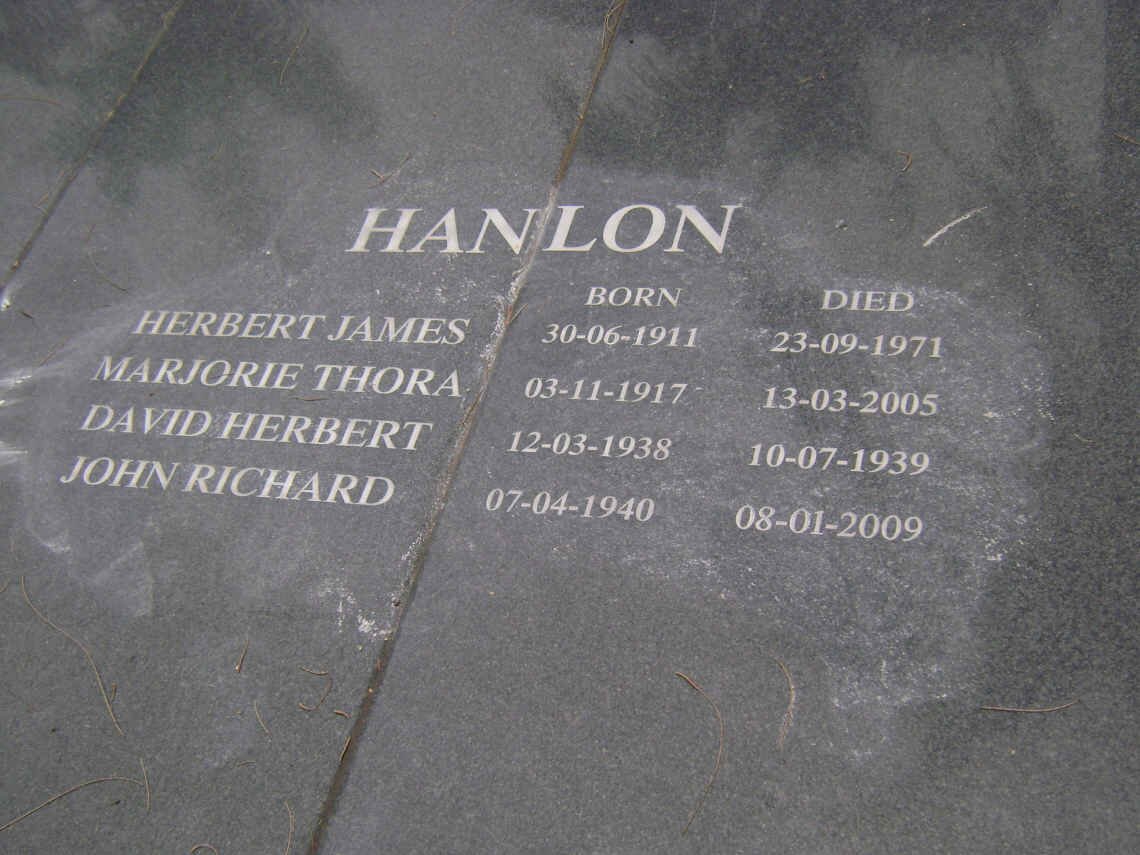 HANLON
BORN DIED
HERBERT JAMES 30-06-1911 23-09-1971
MARJORIE THORA 03-11-1917 13-03-2005
DAVID HERBERT 12-03-1938 10-07-1939
JOHN RICHARD 07-04-1940 08-01-2009